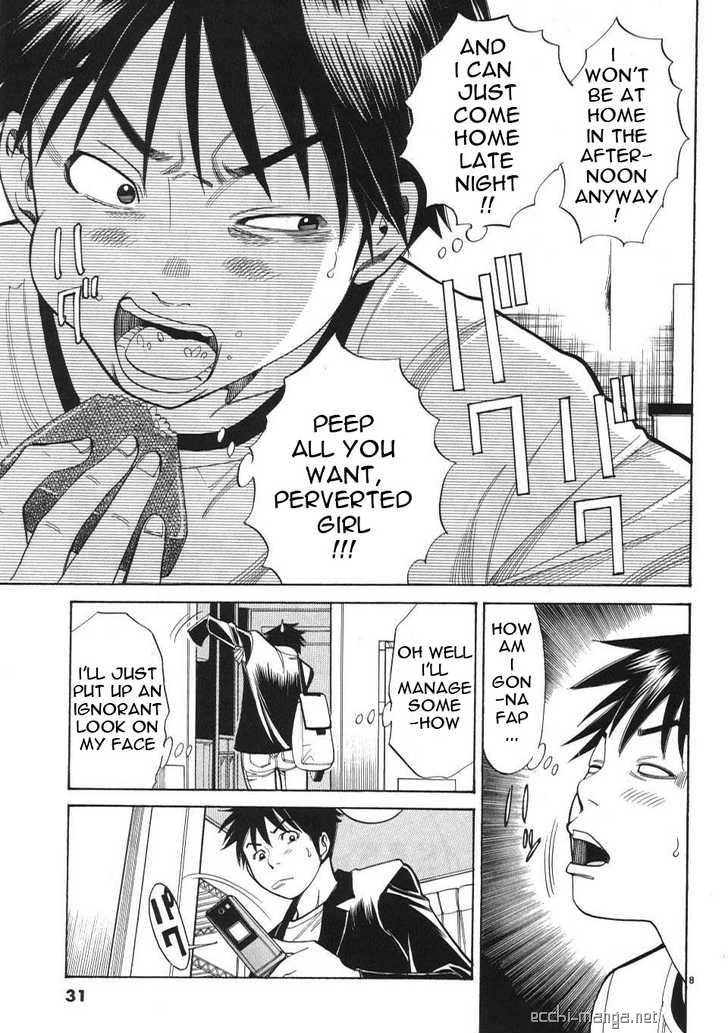 I
WON'T
BE AT
HOME
IN THE
AFTER-
NOON
ANYWAY
!
AND
I CAN
JUST
COME
HOME
LATE
NIGHT
!!
PEEP
ALL YOU
WANT,
PERVERTED
GIRL
!!!
HOW
AM
I
GON
-NA
FAP
...
OH WELL
I'LL
MANAGE
SOME
-HOW
I'LL JUST
PUT UP AN
IGNORANT
LOOK ON
MY FACE
8
31
ecchi-manga.net